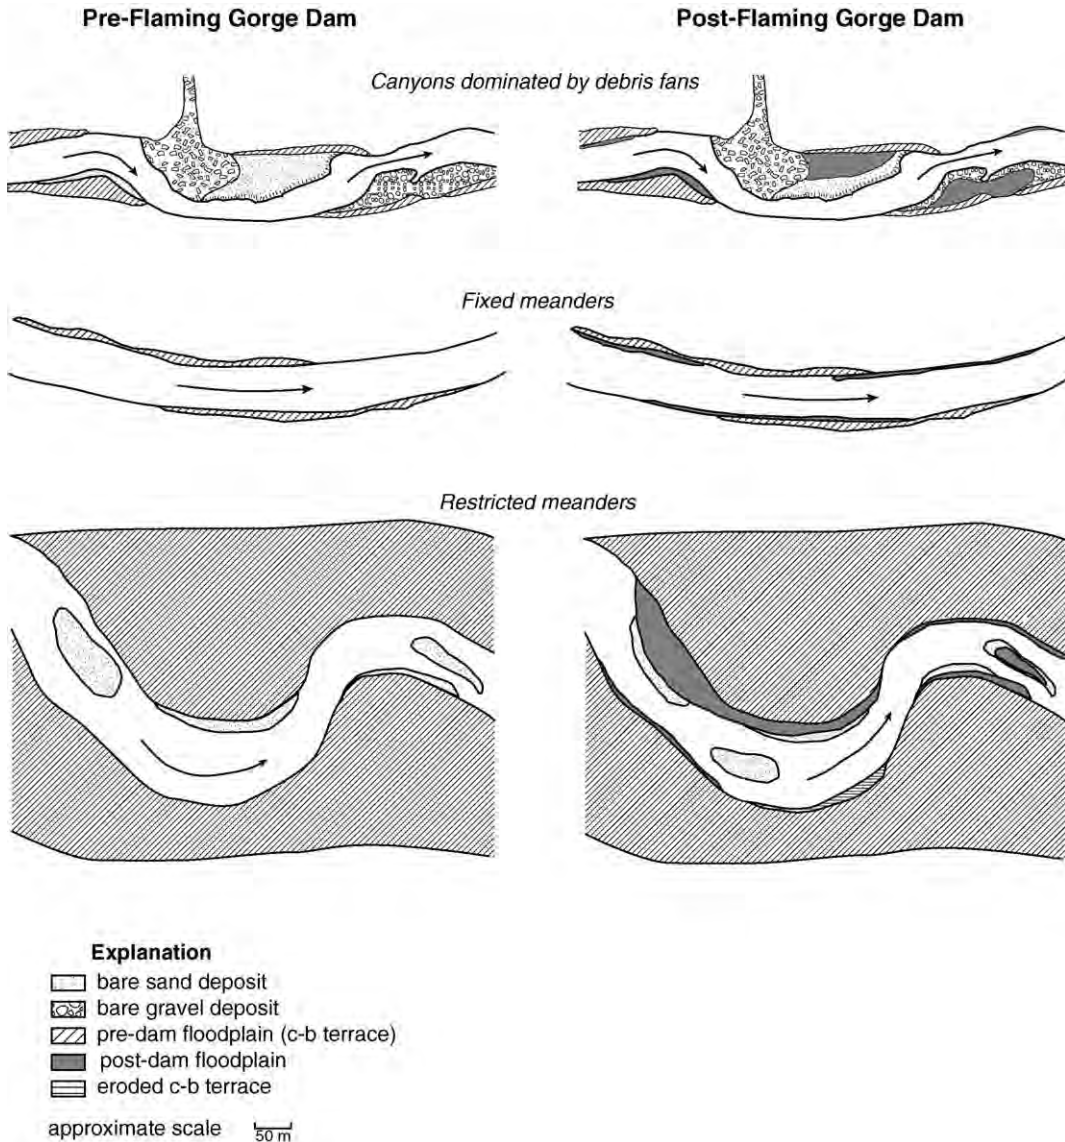 Pre-Flaming Gorge Dam
Post-Flaming Gorge Dam
Canyons dominated by debris fans
Fixed meanders
Restricted meanders
Explanation
bare sand deposit
bare gravel deposit
pre-dam floodplain (c-b terrace)
post-dam floodplain
eroded c-b terrace
approximate scale
50 m